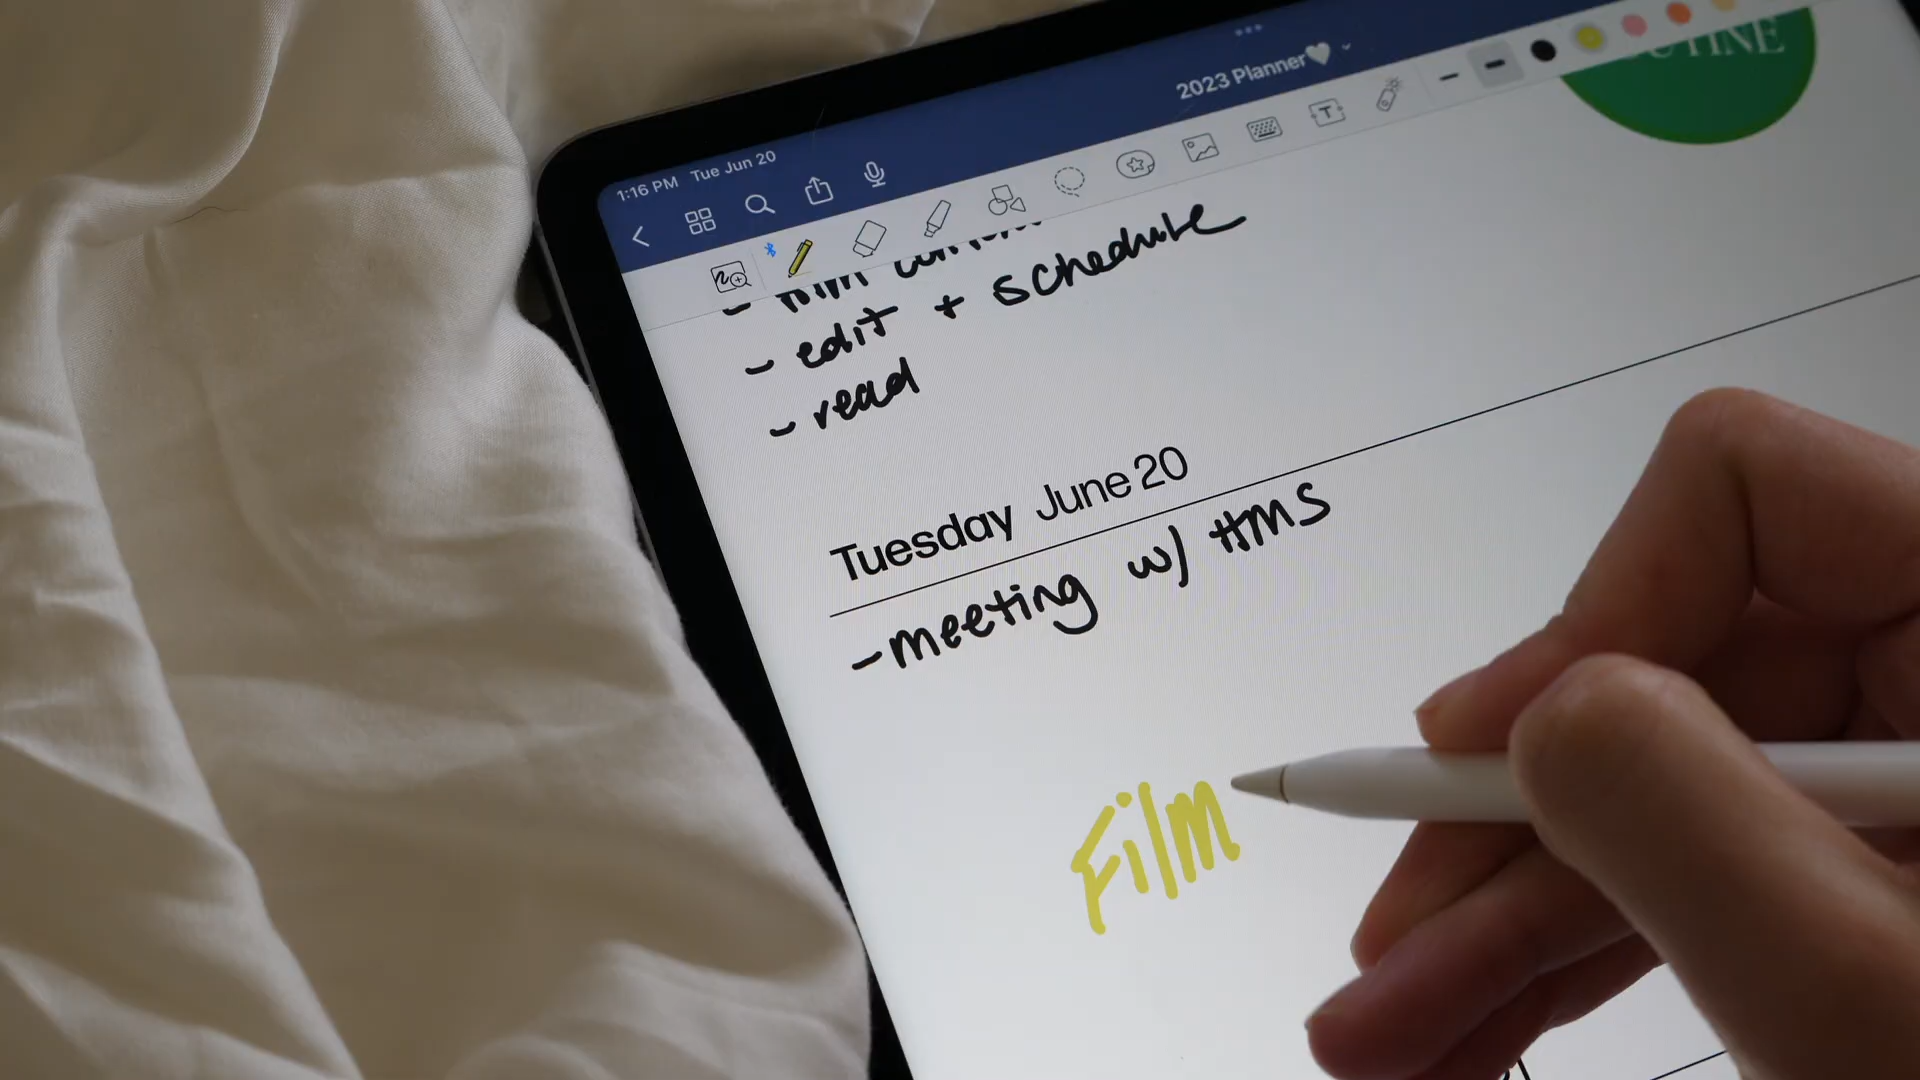 1:16 PM Tue Jun 20
2023 Planner🤍
- edit + schedule
- read
Tuesday June 20
- meeting w/ HMS
Film